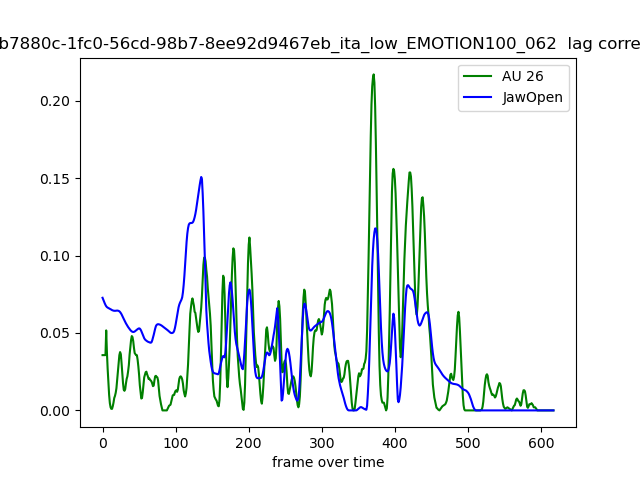 b7880c-1fc0-56cd-98b7-8ee92d9467eb_ita_low_EMOTION100_062  lag corre
AU 26
JawOpen
0.20
0.15
0.10
0.05
0.00
0 100 200 300 400 500 600
frame over time